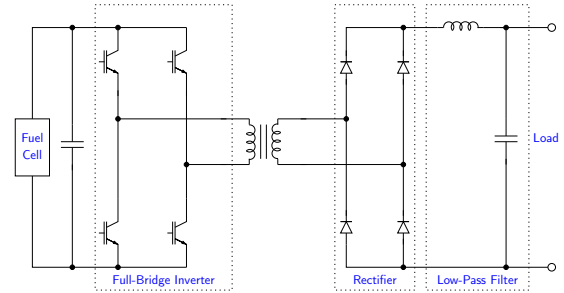 Fuel
Cell
Load
Full-Bridge Inverter
Rectifier
Low-Pass Filter